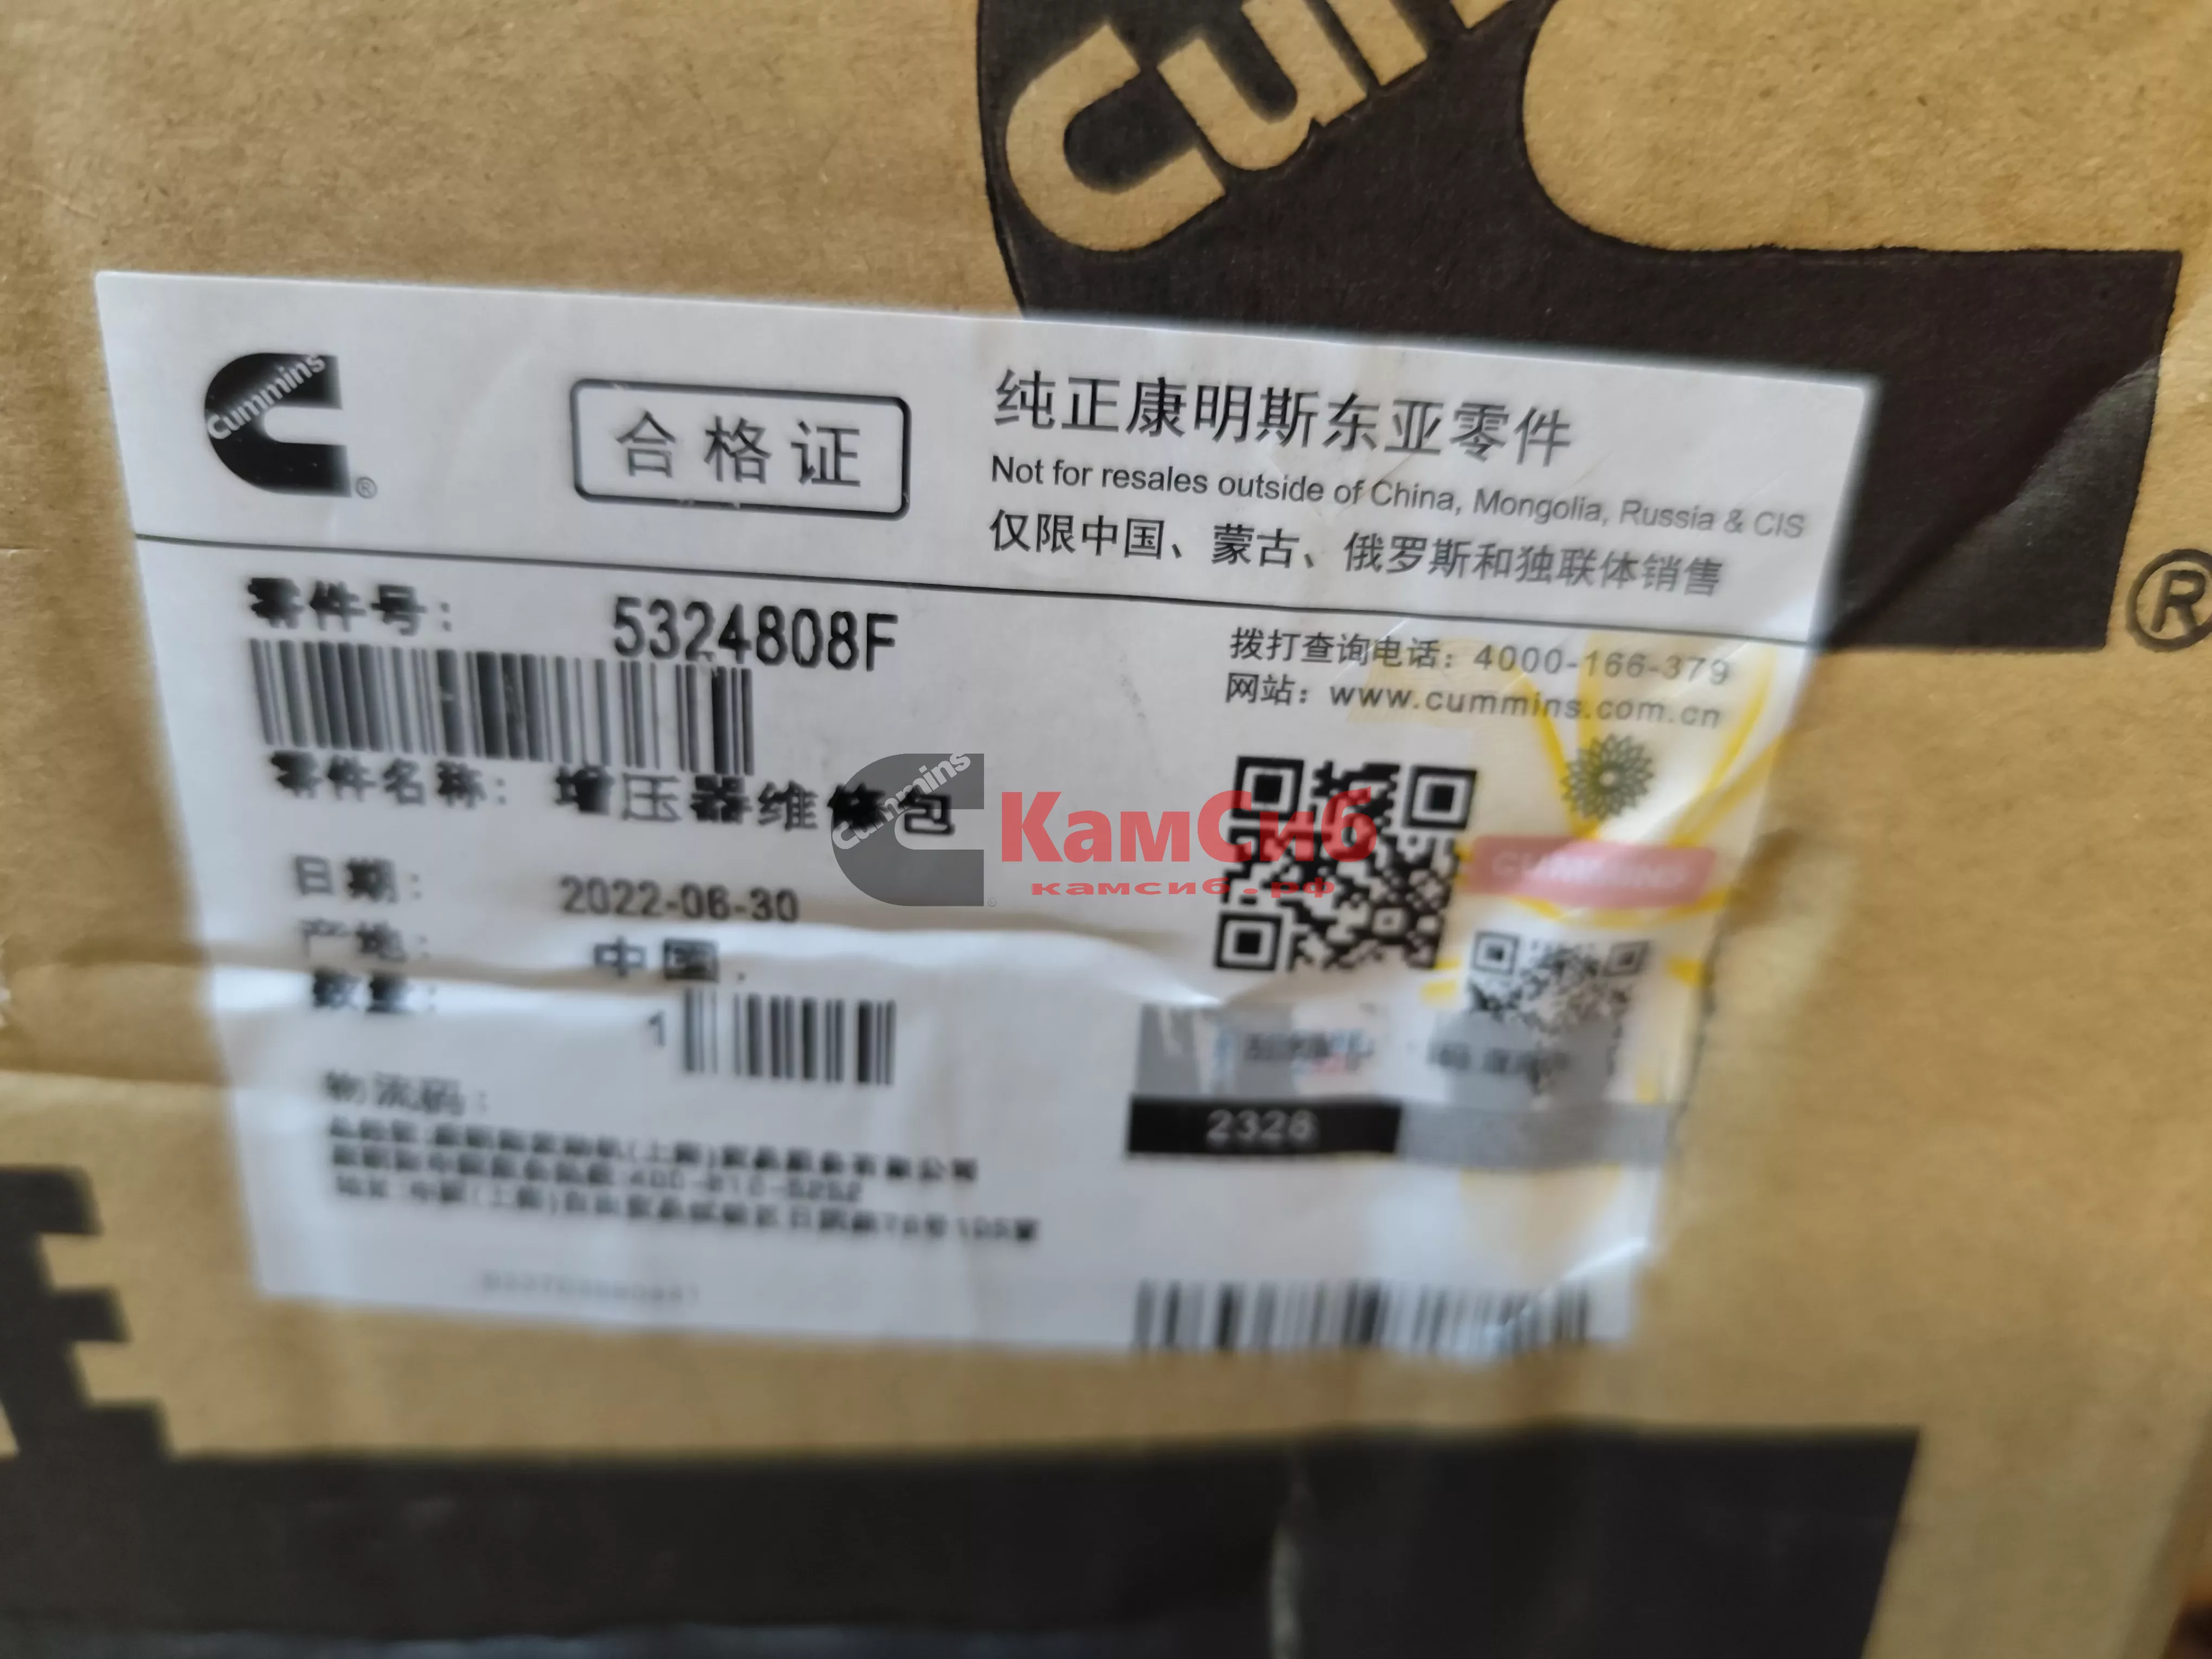 Cum
®
Cummins
®
合格证
纯正康明斯东亚零件
Not for resales outside of China, Mongolia, Russia & CIS
仅限中国、蒙古、俄罗斯和独联体销售
零件号: 5324808F
拨打查询电话: 4000-166-379
网站: www.cummins.com.cn
零件名称: 增压器维修包
Cummins
КамСиб
камсиб.рф
CUMMINS
日期: 2022-06-30
产地: 中国.
数量: 1
物流码:
2328